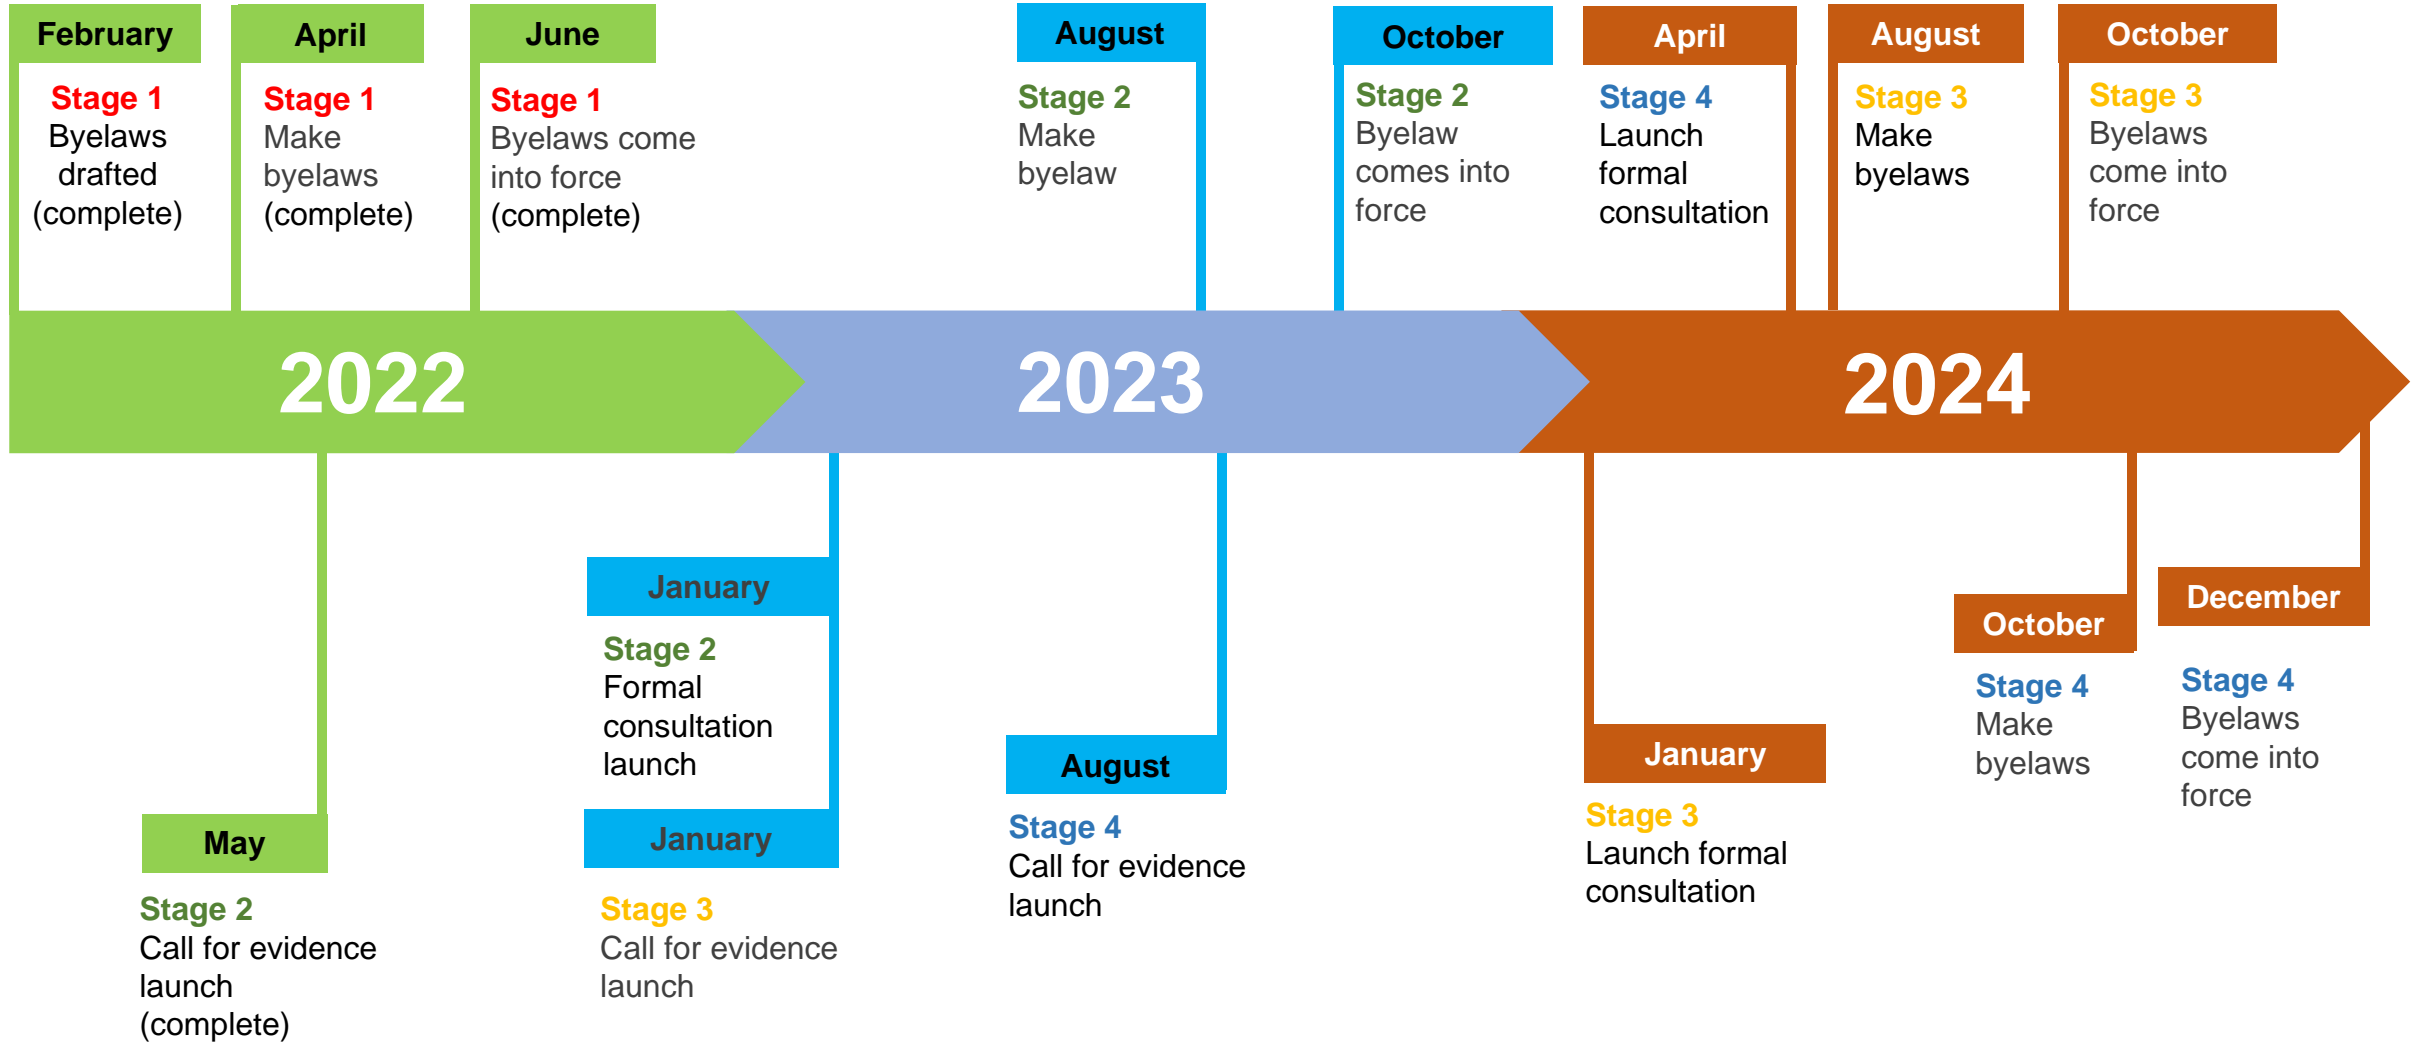 February
Stage 1
Byelaws
drafted
(complete)
April
Stage 1
Make
byelaws
(complete)
June
Stage 1
Byelaws come
into force
(complete)
August
Stage 2
Make
byelaw
October
Stage 2
Byelaw
comes into
force
April
Stage 4
Launch
formal
consultation
August
Stage 3
Make
byelaws
October
Stage 3
Byelaws
come into
force
2022
2023
2024
May
Stage 2
Call for evidence
launch
(complete)
January
Stage 2
Formal
consultation
launch
January
Stage 3
Call for evidence
launch
August
Stage 4
Call for evidence
launch
January
Stage 3
Launch formal
consultation
October
Stage 4
Make
byelaws
December
Stage 4
Byelaws
come into
force